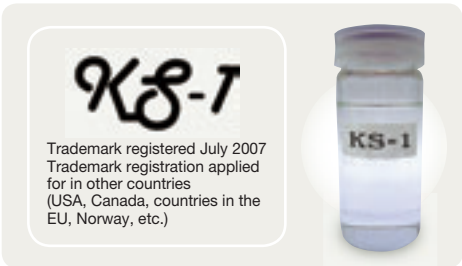 KS-1
Trademark registered July 2007
Trademark registration applied
for in other countries
(USA, Canada, countries in the
EU, Norway, etc.)
KS-1